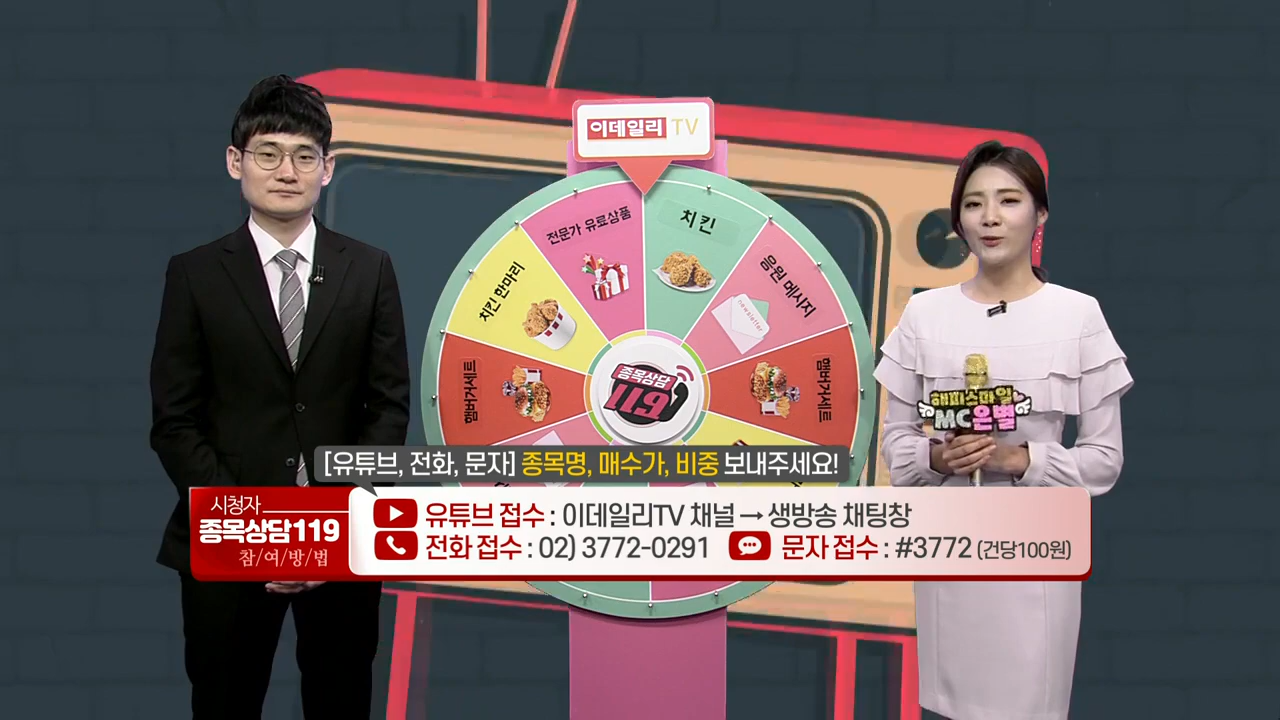 이데일리 TV
전문가 유료상품
치킨
치킨 한마리
응원 메시지
newsletter
햄버거세트
햄버거세트
종목상담
119
해피스마일
MC은별
[유튜브, 전화, 문자] 종목명, 매수가, 비중 보내주세요!
시청자
종목상담119
참/여/방/법
유튜브 접수 : 이데일리TV 채널 → 생방송 채팅창
전화 접수 : 02) 3772-0291 문자 접수 : #3772 (건당100원)